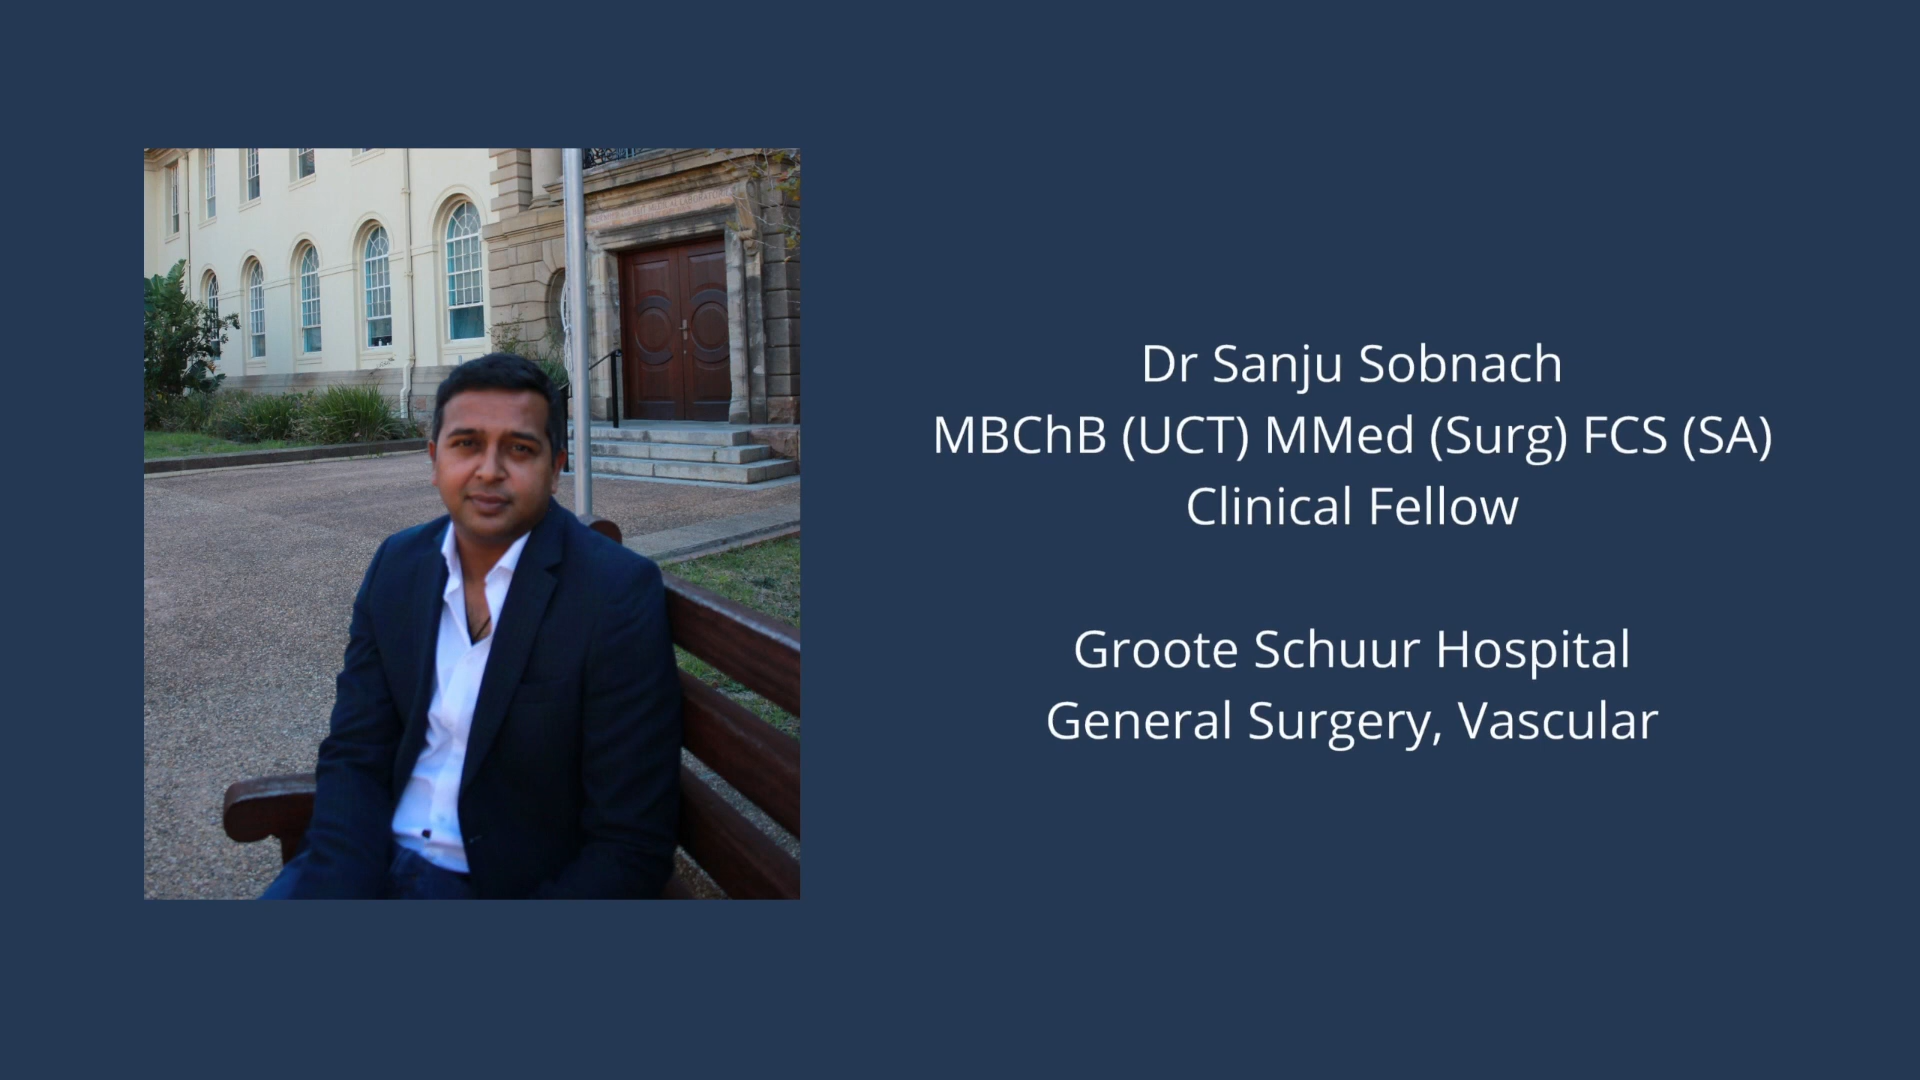 Dr Sanju Sobnach
MBChB (UCT) MMed (Surg) FCS (SA)
Clinical Fellow
Groote Schuur Hospital
General Surgery, Vascular